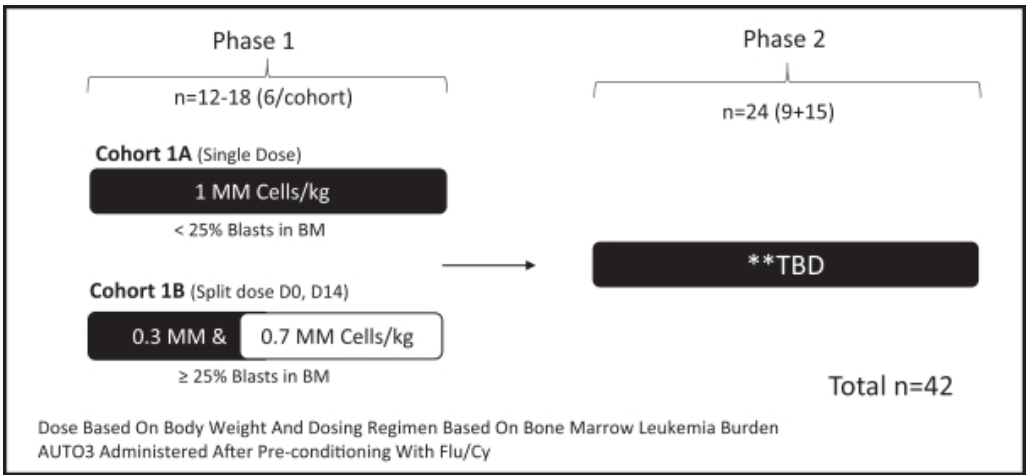 Phase 1
n=12-18 (6/cohort)
Cohort 1A (Single Dose)
1 MM Cells/kg
< 25% Blasts in BM
Cohort 1B (Split dose D0, D14)
0.3 MM & 0.7 MM Cells/kg
≥ 25% Blasts in BM
Phase 2
n=24 (9+15)
**TBD
Total n=42
Dose Based On Body Weight And Dosing Regimen Based On Bone Marrow Leukemia Burden
AUTO3 Administered After Pre-conditioning With Flu/Cy